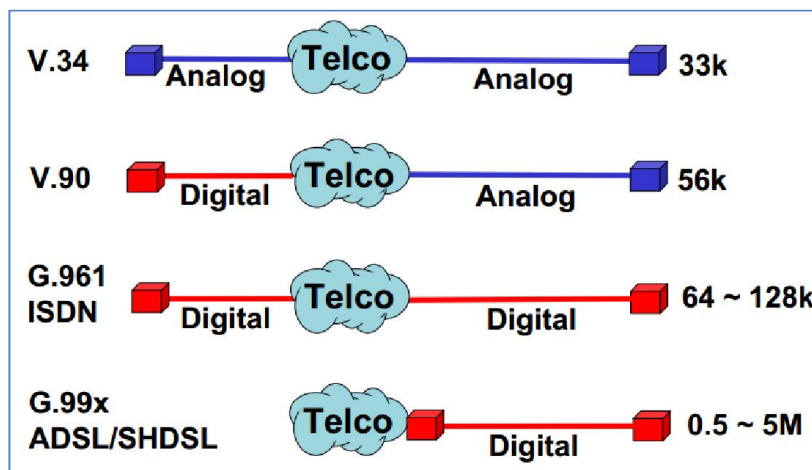 V.34
Telco
Analog
Analog
33k
V.90
Telco
Digital
Analog
56k
G.961
ISDN
Telco
Digital
Digital
64 ~ 128k
G.99x
ADSL/SHDSL
Telco
Digital
0.5 ~ 5M